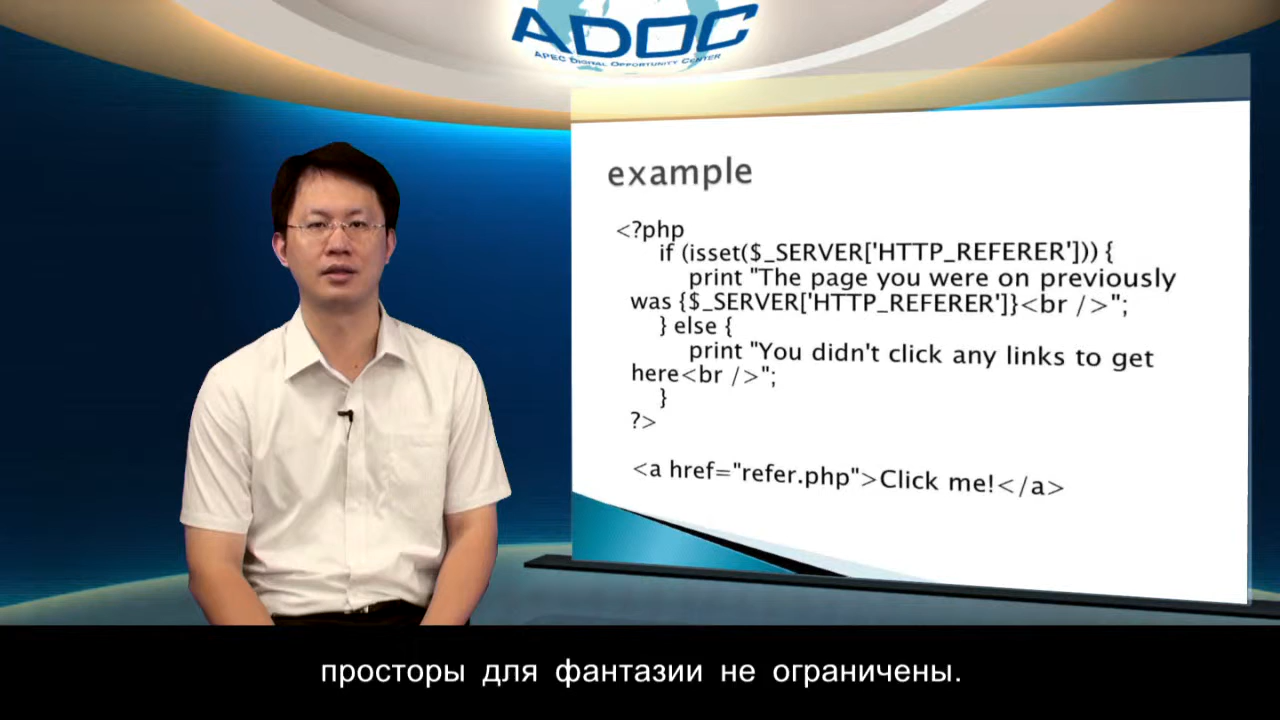 ADOC
APEC DIGITAL OPPORTUNITY CENTER
example
<?php
if (isset($_SERVER['HTTP_REFERER'])) {
print "The page you were on previously
was {$_SERVER['HTTP_REFERER']}<br />";
} else {
print "You didn't click any links to get
here<br />";
}
?>
<a href="refer.php">Click me!</a>
просторы для фантазии не ограничены.